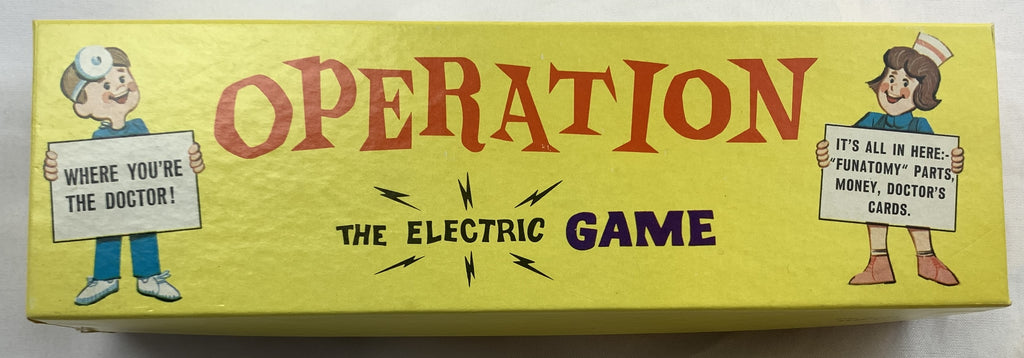 OPERATION
WHERE YOU'RE
THE DOCTOR!
THE ELECTRIC GAME
IT'S ALL IN HERE:-
"FUNATOMY" PARTS,
MONEY, DOCTOR'S
CARDS.